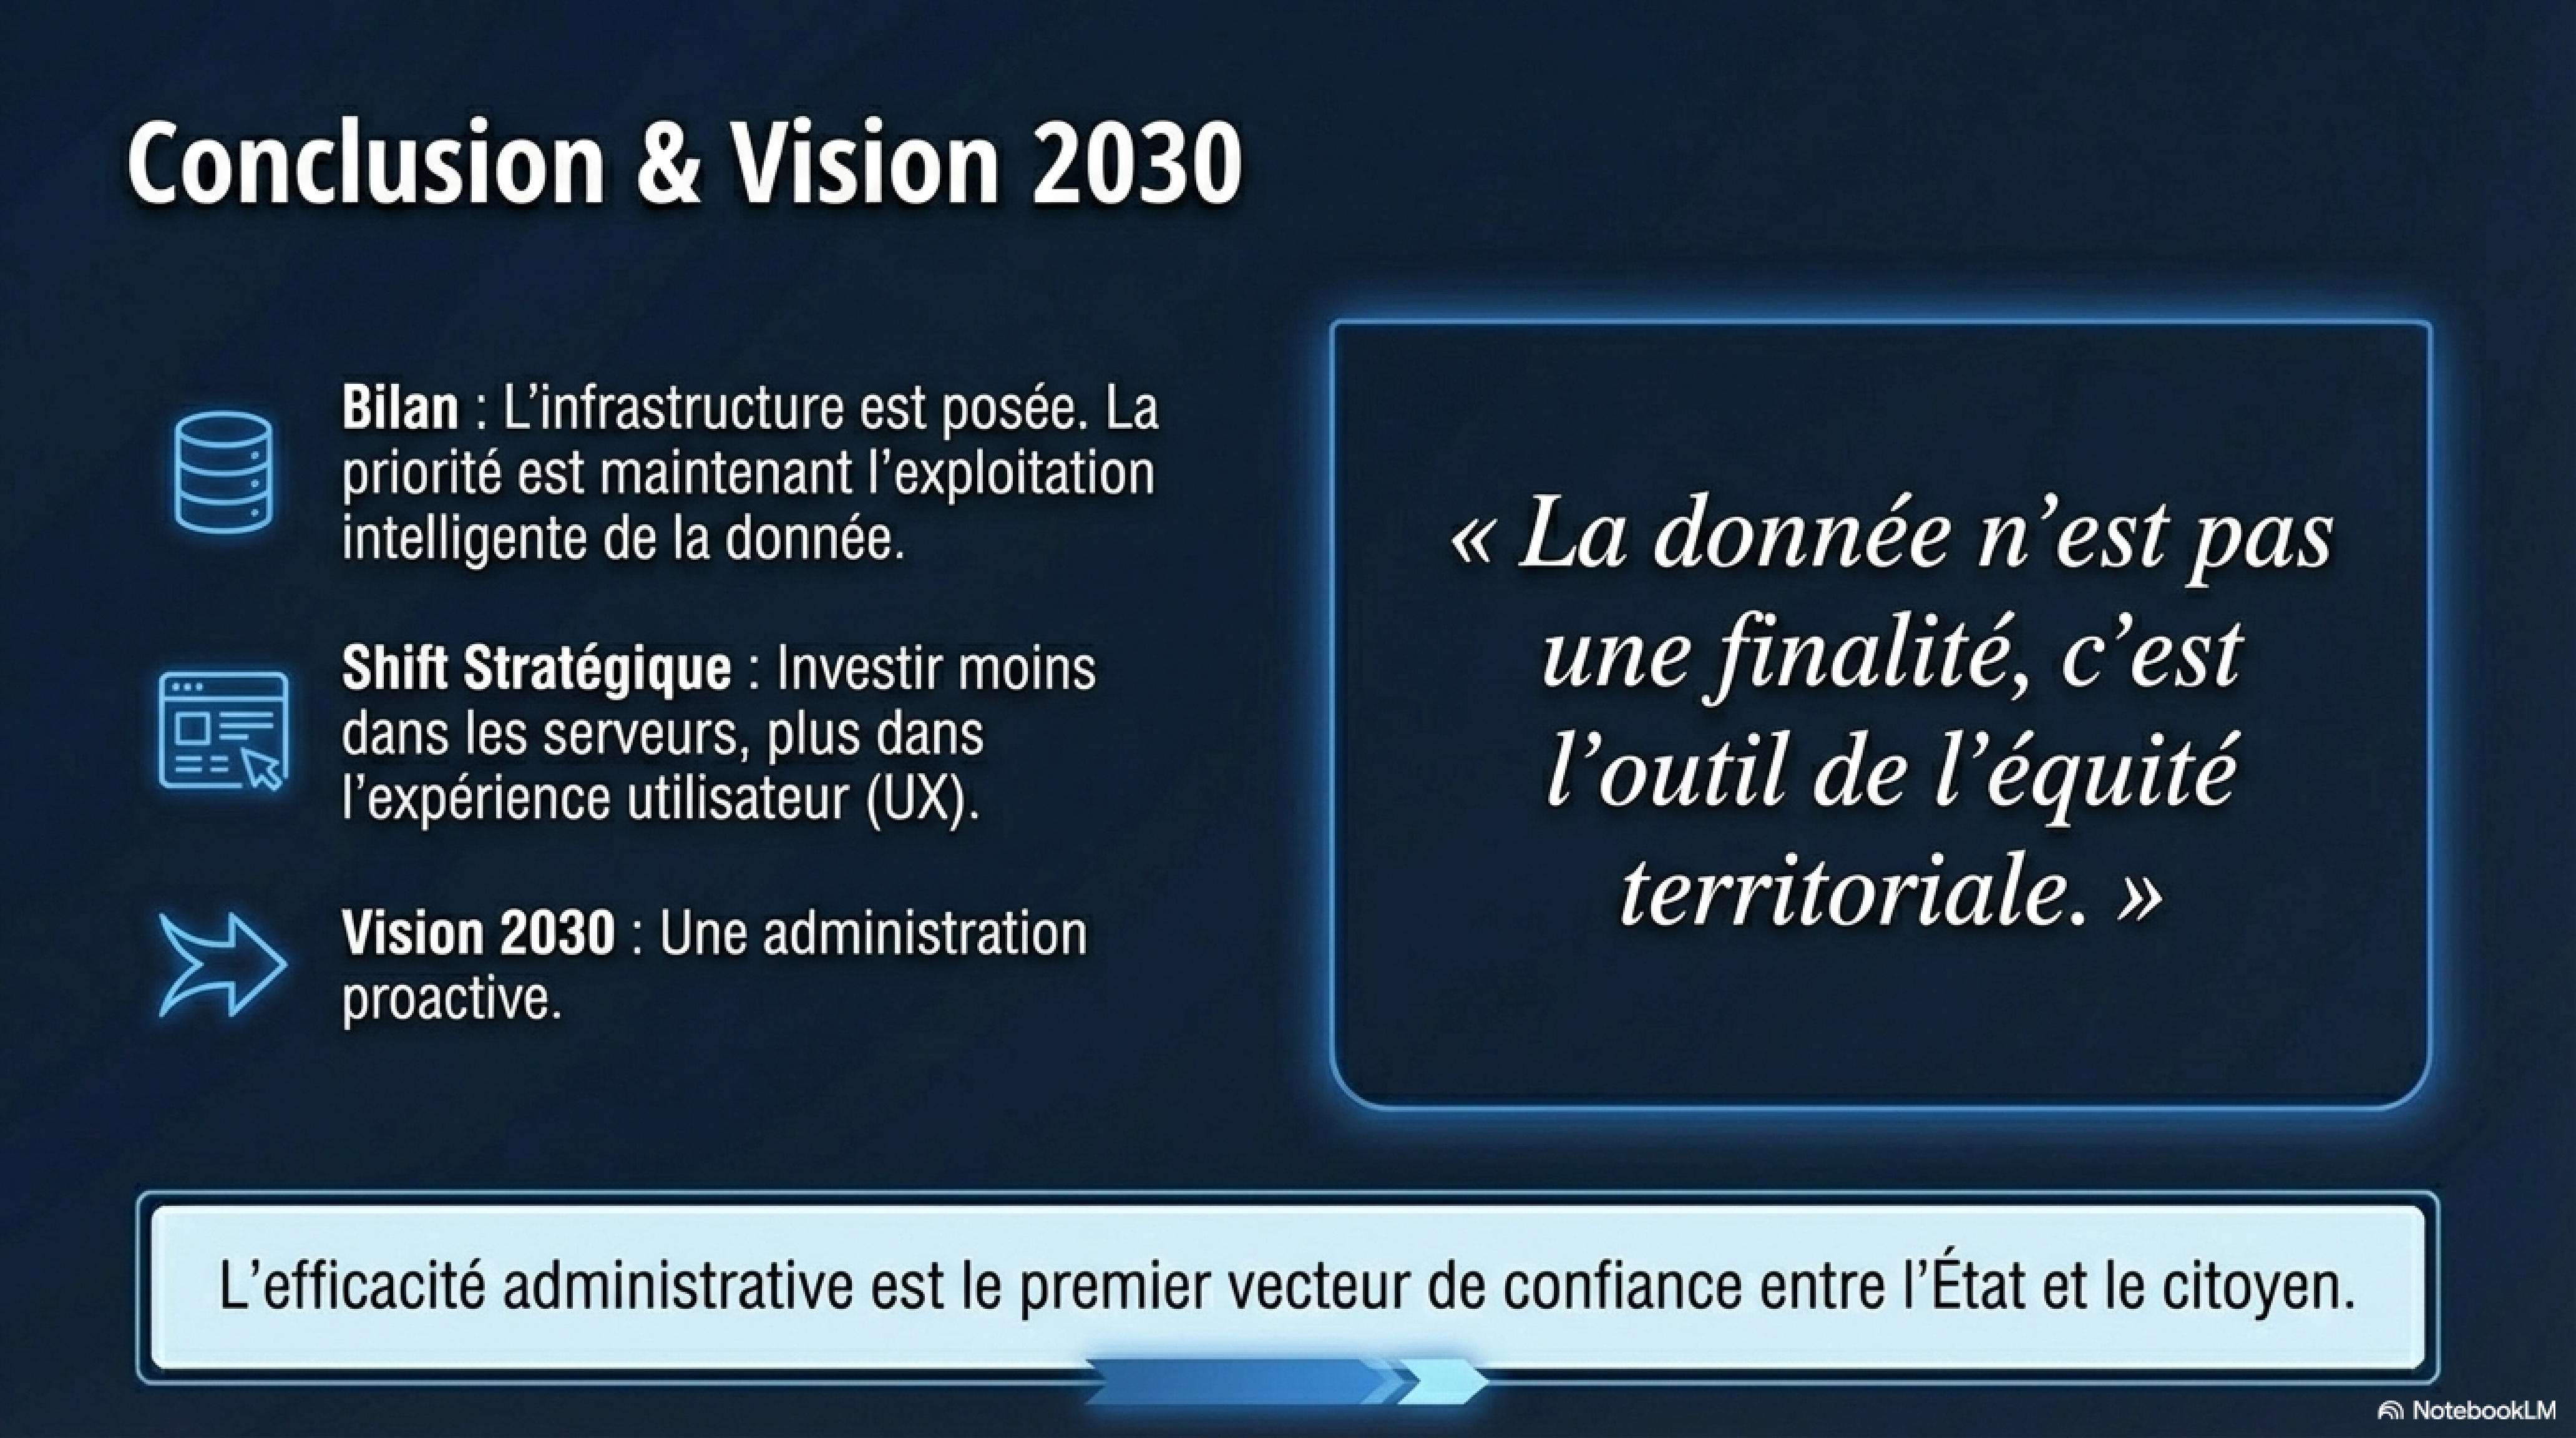 Conclusion & Vision 2030
Bilan : L’infrastructure est posée. La
priorité est maintenant l’exploitation
intelligente de la donnée.
Shift Stratégique : Investir moins
dans les serveurs, plus dans
l’expérience utilisateur (UX).
Vision 2030 : Une administration
proactive.
« La donnée n’est pas
une finalité, c’est
l’outil de l’équité
territoriale. »
L’efficacité administrative est le premier vecteur de confiance entre l’État et le citoyen.
NotebookLM